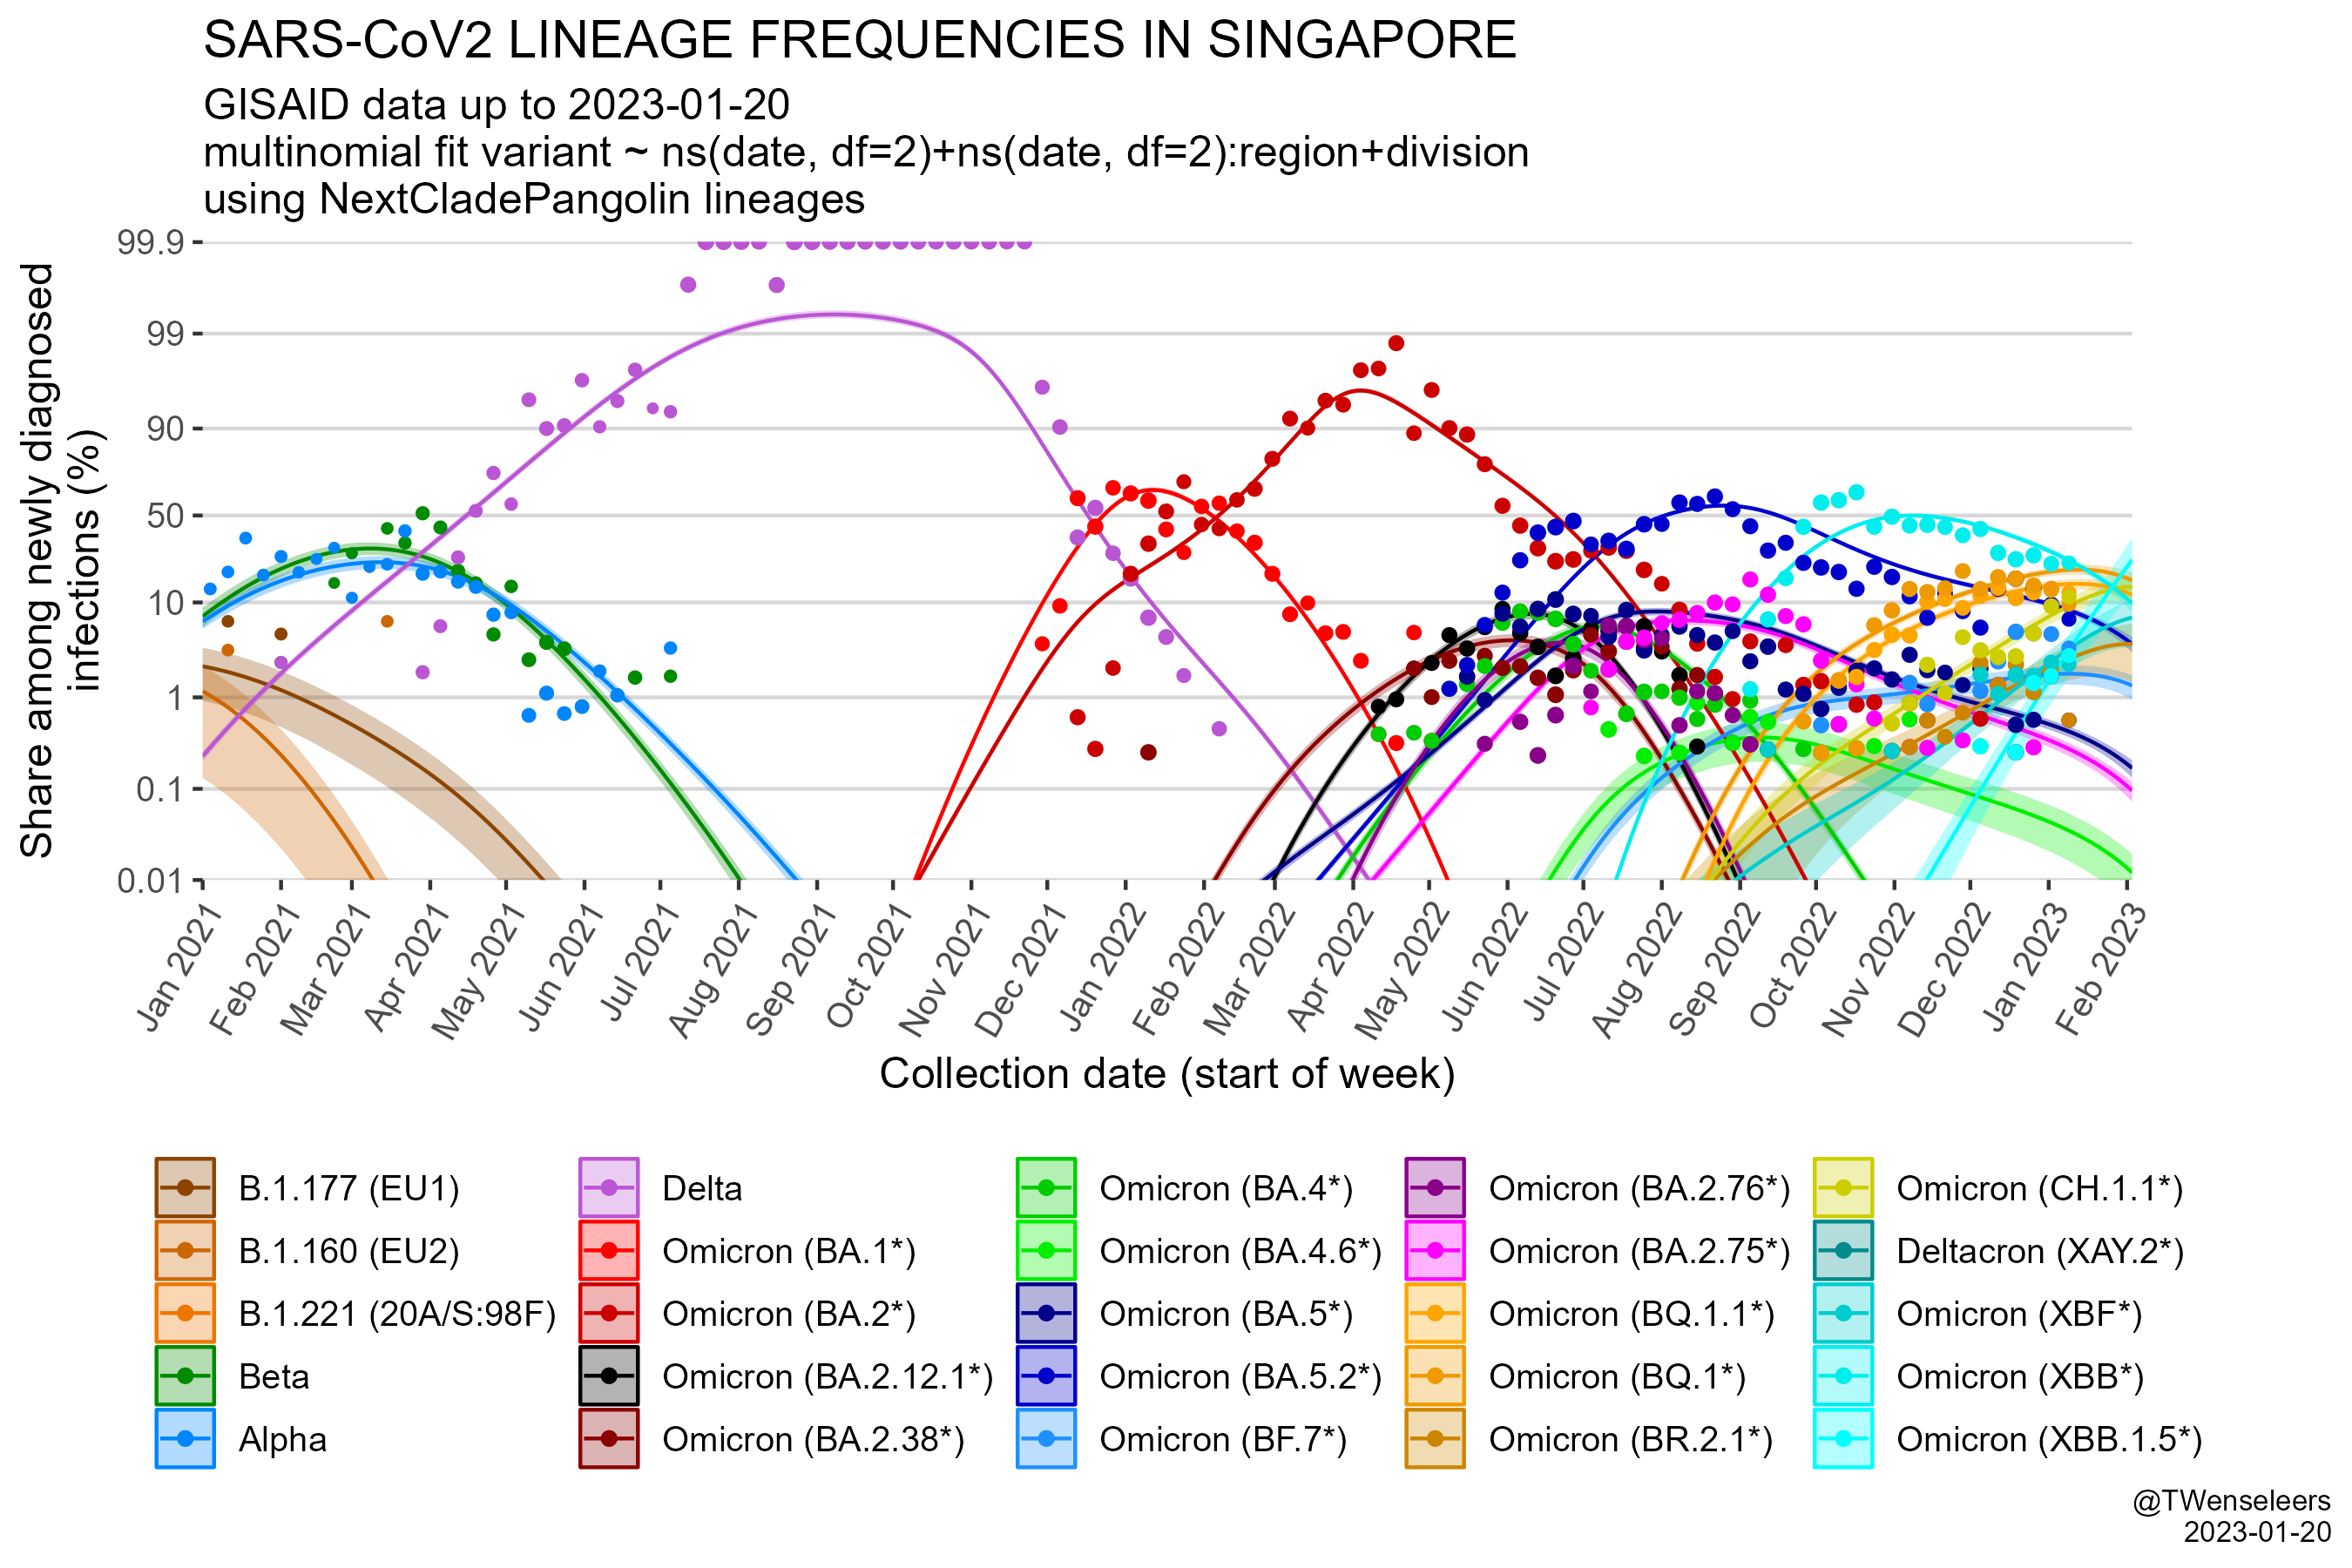 SARS-CoV2 LINEAGE FREQUENCIES IN SINGAPORE
GISAID data up to 2023-01-20
multinomial fit variant ~ ns(date, df=2)+ns(date, df=2):region+division
using NextCladePangolin lineages
Share among newly diagnosed
infections (%)
99.9
99
90
50
10
1
0.1
0.01
Jan 2021
Feb 2021
Mar 2021
Apr 2021
May 2021
Jun 2021
Jul 2021
Aug 2021
Sep 2021
Oct 2021
Nov 2021
Dec 2021
Jan 2022
Feb 2022
Mar 2022
Apr 2022
May 2022
Jun 2022
Jul 2022
Aug 2022
Sep 2022
Oct 2022
Nov 2022
Dec 2022
Jan 2023
Feb 2023
Collection date (start of week)
B.1.177 (EU1)
B.1.160 (EU2)
B.1.221 (20A/S:98F)
Beta
Alpha
Delta
Omicron (BA.1*)
Omicron (BA.2*)
Omicron (BA.2.12.1*)
Omicron (BA.2.38*)
Omicron (BA.4*)
Omicron (BA.4.6*)
Omicron (BA.5*)
Omicron (BA.5.2*)
Omicron (BF.7*)
Omicron (BA.2.76*)
Omicron (BA.2.75*)
Omicron (BQ.1.1*)
Omicron (BQ.1*)
Omicron (BR.2.1*)
Omicron (CH.1.1*)
Deltacron (XAY.2*)
Omicron (XBF*)
Omicron (XBB*)
Omicron (XBB.1.5*)
@TWenseleers
2023-01-20